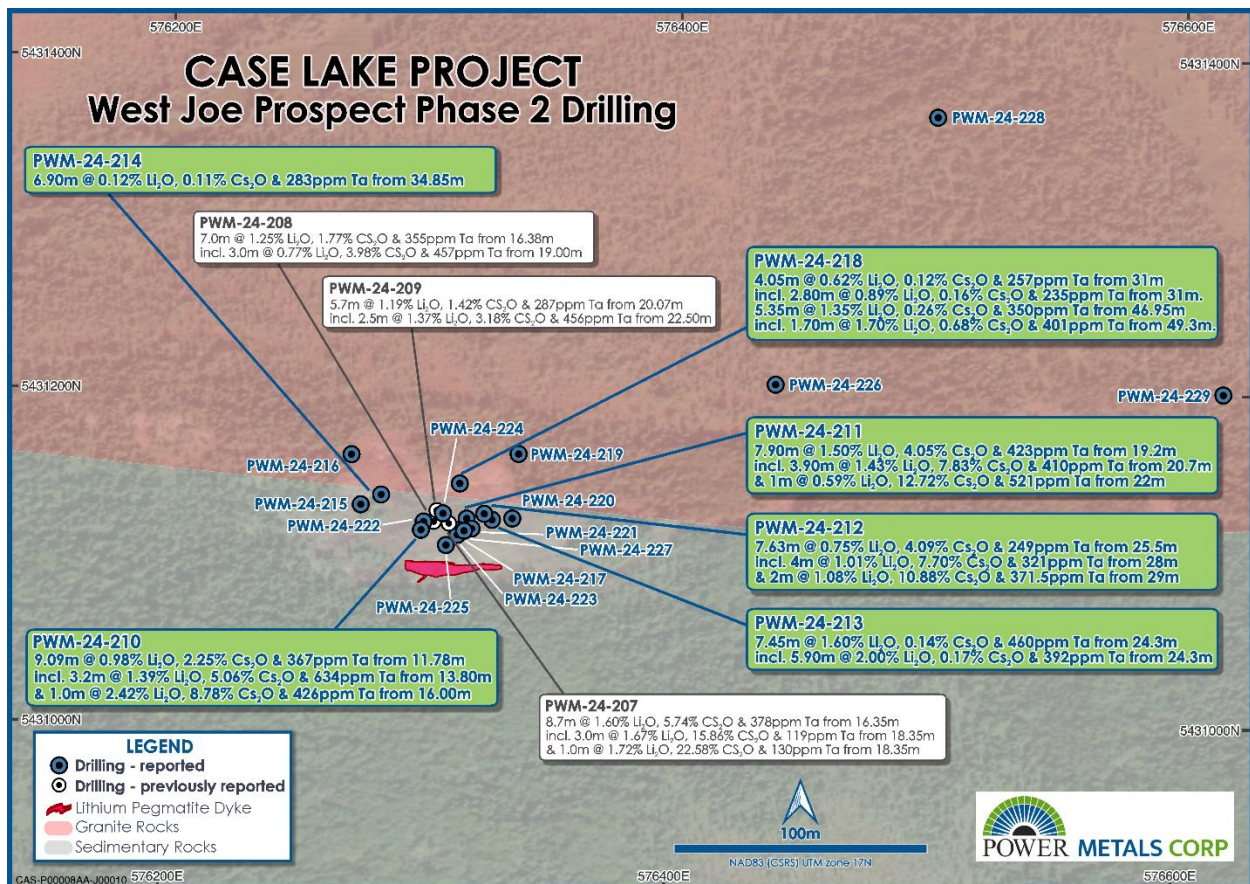 576200E
576400E
576600E
5431400N
5431400N
CASE LAKE PROJECT
West Joe Prospect Phase 2 Drilling
PWM-24-228
PWM-24-214
6.90m @ 0.12% Li₂O, 0.11% Cs₂O & 283ppm Ta from 34.85m
PWM-24-208
7.0m @ 1.25% Li₂O, 1.77% CS₂O & 355ppm Ta from 16.38m
incl. 3.0m @ 0.77% Li₂O, 3.98% CS₂O & 457ppm Ta from 19.00m
PWM-24-209
5.7m @ 1.19% Li₂O, 1.42% CS₂O & 287ppm Ta from 20.07m
incl. 2.5m @ 1.37% Li₂O, 3.18% CS₂O & 456ppm Ta from 22.50m
PWM-24-218
4.05m @ 0.62% Li₂O, 0.12% Cs₂O & 257ppm Ta from 31m
incl. 2.80m @ 0.89% Li₂O, 0.16% Cs₂O & 235ppm Ta from 31m.
5.35m @ 1.35% Li₂O, 0.26% Cs₂O & 350ppm Ta from 46.95m
incl. 1.70m @ 1.70% Li₂O, 0.68% Cs₂O & 401ppm Ta from 49.3m.
5431200N
5431200N
PWM-24-226
PWM-24-229
PWM-24-224
PWM-24-219
PWM-24-216
PWM-24-215
PWM-24-222
PWM-24-220
PWM-24-221
PWM-24-227
PWM-24-217
PWM-24-223
PWM-24-225
PWM-24-211
7.90m @ 1.50% Li₂O, 4.05% Cs₂O & 423ppm Ta from 19.2m
incl. 3.90m @ 1.43% Li₂O, 7.83% Cs₂O & 410ppm Ta from 20.7m
& 1m @ 0.59% Li₂O, 12.72% Cs₂O & 521ppm Ta from 22m
PWM-24-212
7.63m @ 0.75% Li₂O, 4.09% Cs₂O & 249ppm Ta from 25.5m
incl. 4m @ 1.01% Li₂O, 7.70% Cs₂O & 321ppm Ta from 28m
& 2m @ 1.08% Li₂O, 10.88% Cs₂O & 371.5ppm Ta from 29m
PWM-24-213
7.45m @ 1.60% Li₂O, 0.14% Cs₂O & 460ppm Ta from 24.3m
incl. 5.90m @ 2.00% Li₂O, 0.17% Cs₂O & 392ppm Ta from 24.3m
PWM-24-210
9.09m @ 0.98% Li₂O, 2.25% Cs₂O & 367ppm Ta from 11.78m
incl. 3.2m @ 1.39% Li₂O, 5.06% Cs₂O & 634ppm Ta from 13.80m
& 1.0m @ 2.42% Li₂O, 8.78% Cs₂O & 426ppm Ta from 16.00m
PWM-24-207
8.7m @ 1.60% Li₂O, 5.74% CS₂O & 378ppm Ta from 16.35m
incl. 3.0m @ 1.67% Li₂O, 15.86% CS₂O & 119ppm Ta from 18.35m
& 1.0m @ 1.72% Li₂O, 22.58% CS₂O & 130ppm Ta from 18.35m
5431000N
5431000N
LEGEND
Drilling - reported
Drilling - previously reported
Lithium Pegmatite Dyke
Granite Rocks
Sedimentary Rocks
100m
NAD83 (CSRS) UTM zone 17N
POWER METALS CORP
CAS-P00008AA-J00010
576200E
576400E
576600E